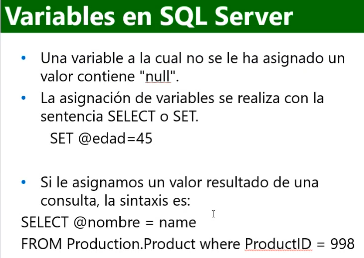 Variables en SQL Server
• Una variable a la cual no se le ha asignado un
valor contiene "null".
• La asignación de variables se realiza con la
sentencia SELECT o SET.
SET @edad=45
• Si le asignamos un valor resultado de una
consulta, la sintaxis es:
SELECT @nombre = name
FROM Production.Product where ProductID = 998